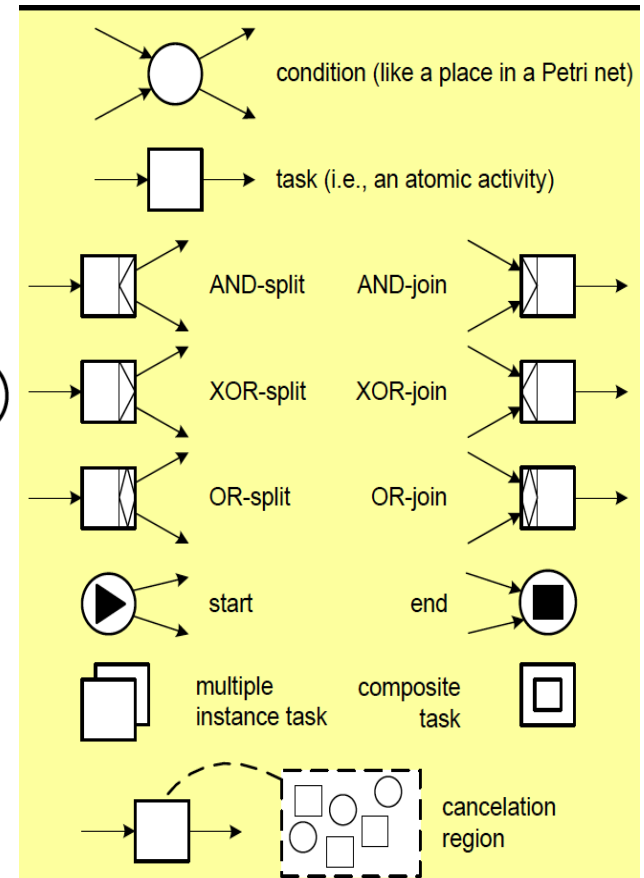 condition (like a place in a Petri net)
task (i.e., an atomic activity)
AND-split AND-join
XOR-split XOR-join
OR-split OR-join
start end
multiple
instance task
composite
task
cancelation
region